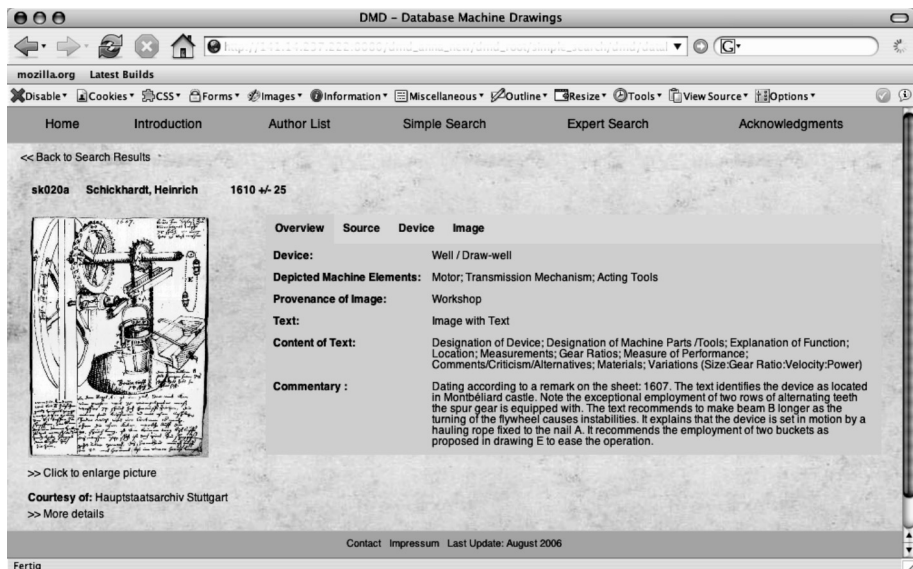 DMD – Database Machine Drawings
G
mozilla.org Latest Builds
Disable Cookies CSS Forms Images Information Miscellaneous Outline Resize Tools View Source Options
Home Introduction Author List Simple Search Expert Search Acknowledgments
<< Back to Search Results
sk020a Schickhardt, Heinrich 1610 +/- 25
1607.
Overview Source Device Image
Device: Well / Draw-well
Depicted Machine Elements: Motor; Transmission Mechanism; Acting Tools
Provenance of Image: Workshop
Text: Image with Text
Content of Text: Designation of Device; Designation of Machine Parts /Tools; Explanation of Function;
Location; Measurements; Gear Ratios; Measure of Performance;
Comments/Criticism/Alternatives; Materials; Variations (Size:Gear Ratio:Velocity:Power)
Commentary : Dating according to a remark on the sheet: 1607. The text identifies the device as located
in Montbéliard castle. Note the exceptional employment of two rows of alternating teeth
the spur gear is equipped with. The text recommends to make beam B longer as the
turning of the flywheel causes instabilities. It explains that the device is set in motion by a
hauling rope fixed to the nail A. It recommends the employment of two buckets as
proposed in drawing E to ease the operation.
>> Click to enlarge picture
Courtesy of: Hauptstaatsarchiv Stuttgart
>> More details
Contact Impressum Last Update: August 2006
Fertig